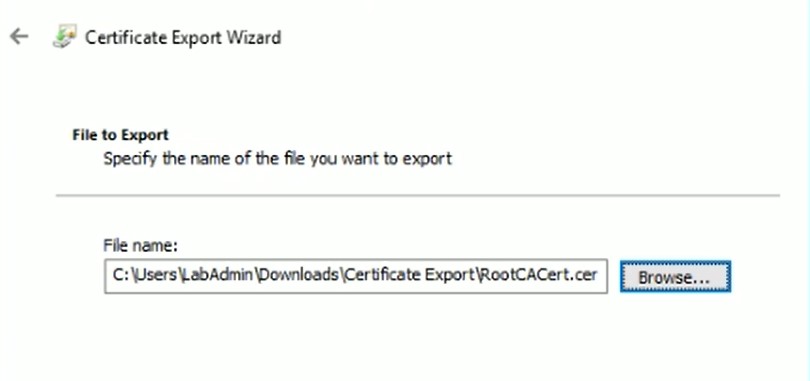 Certificate Export Wizard
File to Export
Specify the name of the file you want to export
File name:
C:\Users\LabAdmin\Downloads\Certificate Export\RootCACert.cer
Browse...